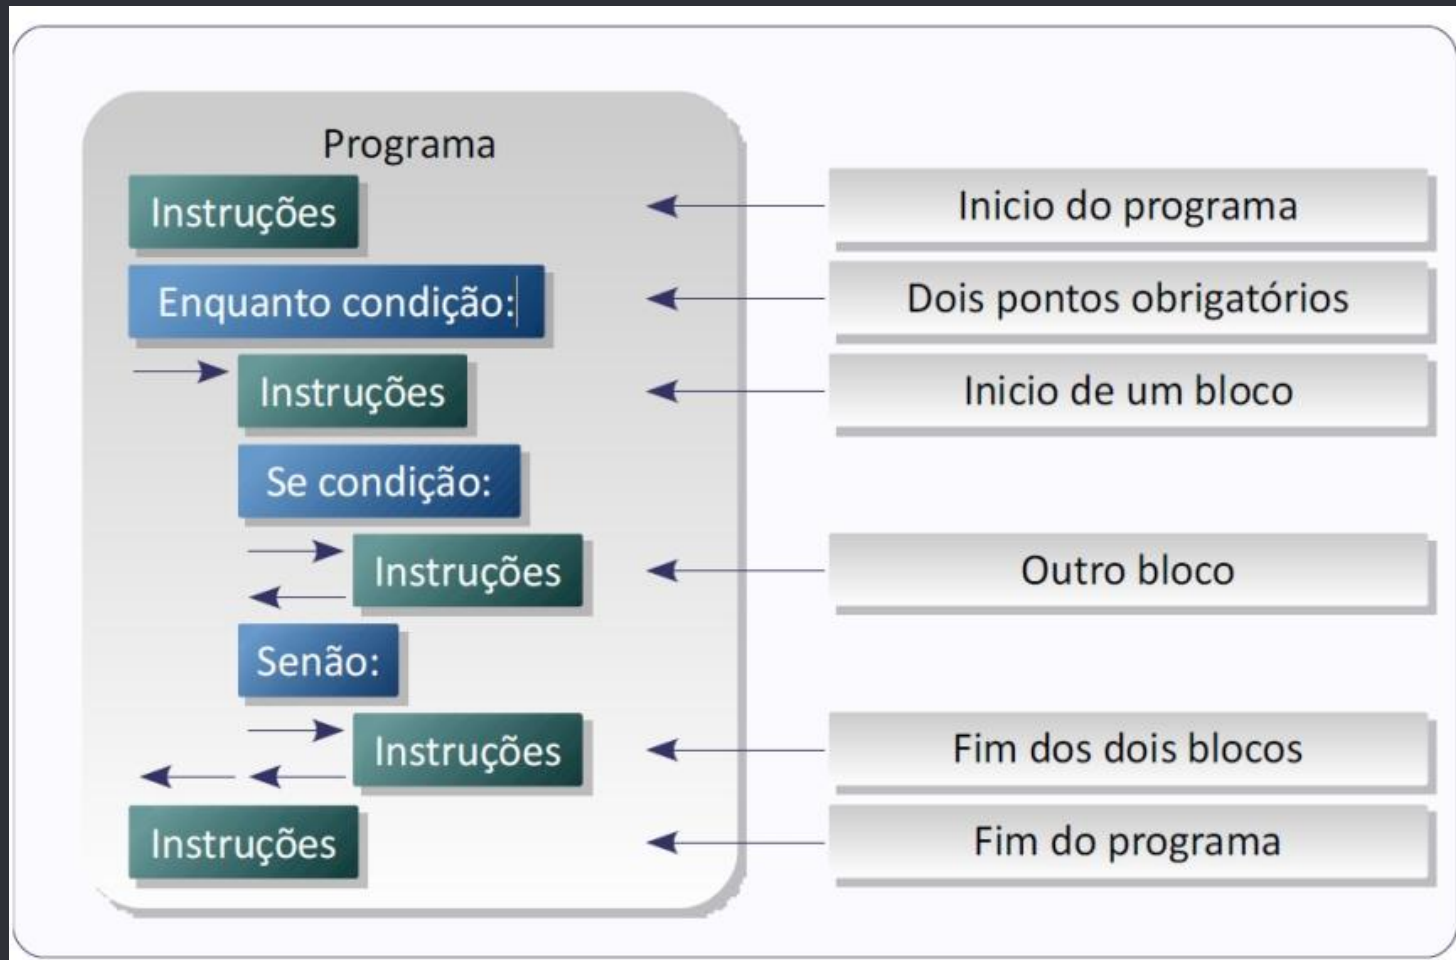 Programa
Instruções
Inicio do programa
Enquanto condição:
Dois pontos obrigatórios
Instruções
Inicio de um bloco
Se condição:
Instruções
Outro bloco
Senão:
Instruções
Fim dos dois blocos
Instruções
Fim do programa